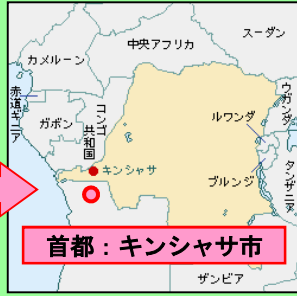 スーダン
中央アフリカ
カメルーン
赤道ギニア
ガボン
コンゴ
共和国
ウガンダ
ルワンダ
キンシャサ
ブルンジ
タンザニア
首都：キンシャサ市
ザンビア